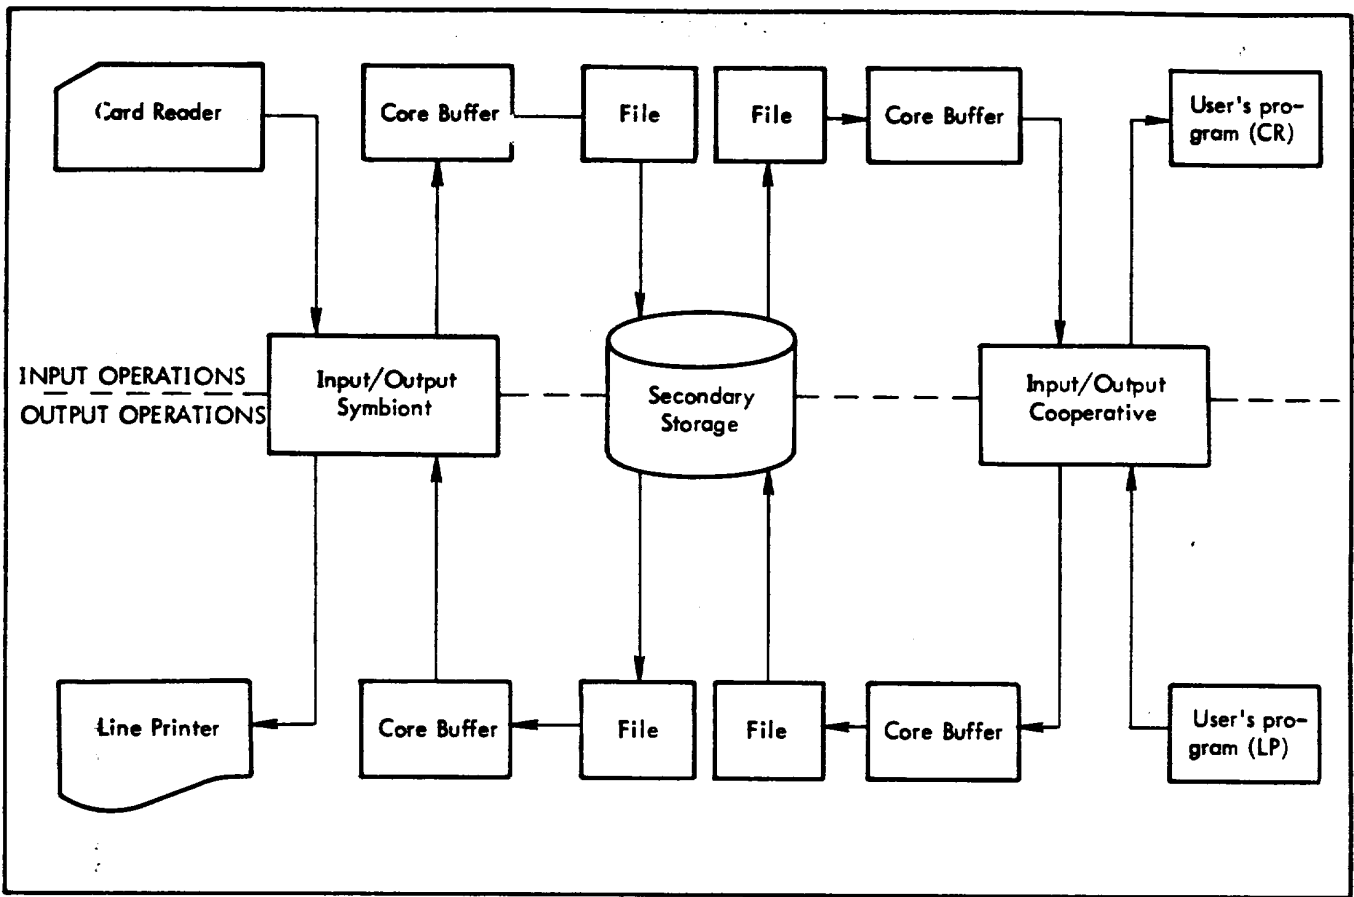 Card Reader
Core Buffer
File
File
Core Buffer
User's pro-
gram (CR)
INPUT OPERATIONS
OUTPUT OPERATIONS
Input/Output
Symbiont
Secondary
Storage
Input/Output
Cooperative
Line Printer
Core Buffer
File
File
Core Buffer
User's pro-
gram (LP)